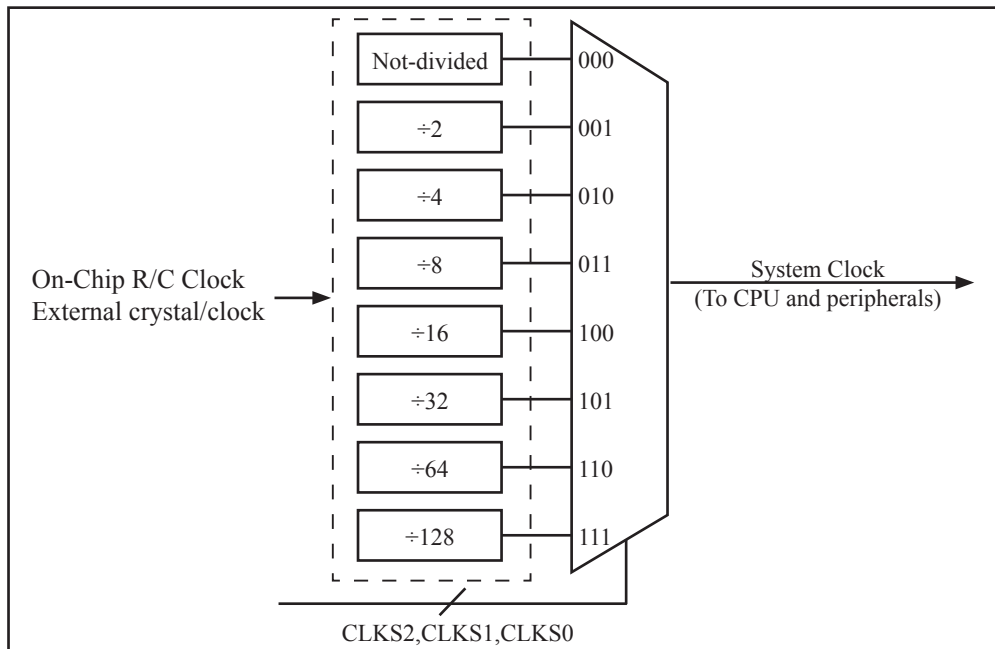 Not-divided
000
÷2
001
÷4
010
÷8
011
On-Chip R/C Clock
External crystal/clock
System Clock
(To CPU and peripherals)
÷16
100
÷32
101
÷64
110
÷128
111
CLKS2,CLKS1,CLKS0